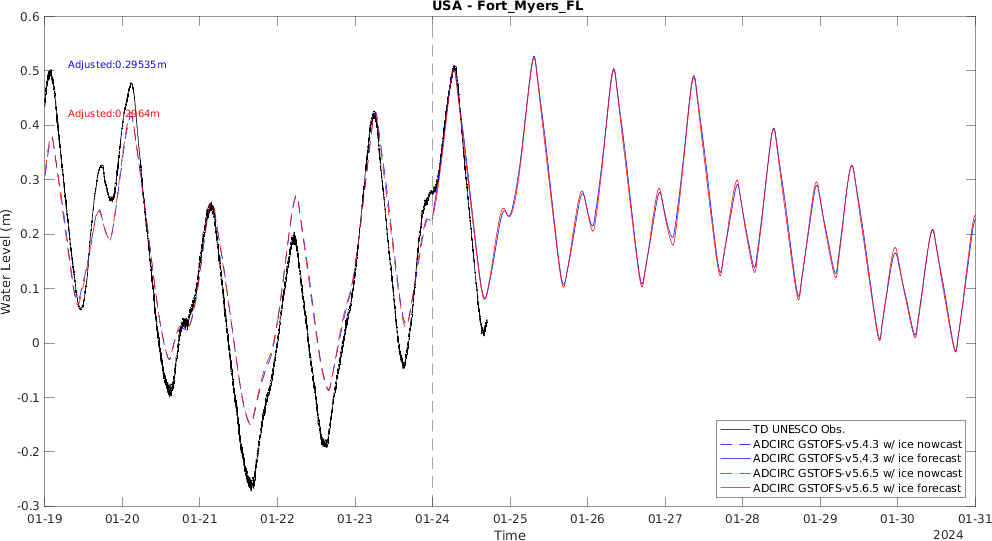 USA - Fort_Myers_FL
0.6
0.5
0.4
0.3
0.2
0.1
0
-0.1
-0.2
-0.3
Water Level (m)
Adjusted:0.29535m
Adjusted:0.2964m
TD UNESCO Obs.
ADCIRC GSTOFS-v5.4.3 w/ ice nowcast
ADCIRC GSTOFS-v5.4.3 w/ ice forecast
ADCIRC GSTOFS-v5.6.5 w/ ice nowcast
ADCIRC GSTOFS-v5.6.5 w/ ice forecast
01-19 01-20 01-21 01-22 01-23 01-24 01-25 01-26 01-27 01-28 01-29 01-30 01-31
Time
2024